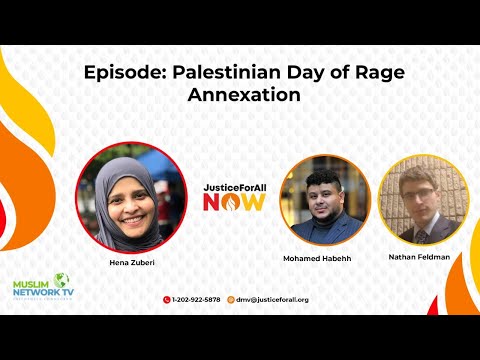 Episode: Palestinian Day of Rage
Annexation
JusticeForAll
NOW
Hena Zuberi
Mohamed Habehh
Nathan Feldman
MUSLIM
NETWORK TV
1-202-922-5878
dmv@justiceforall.org